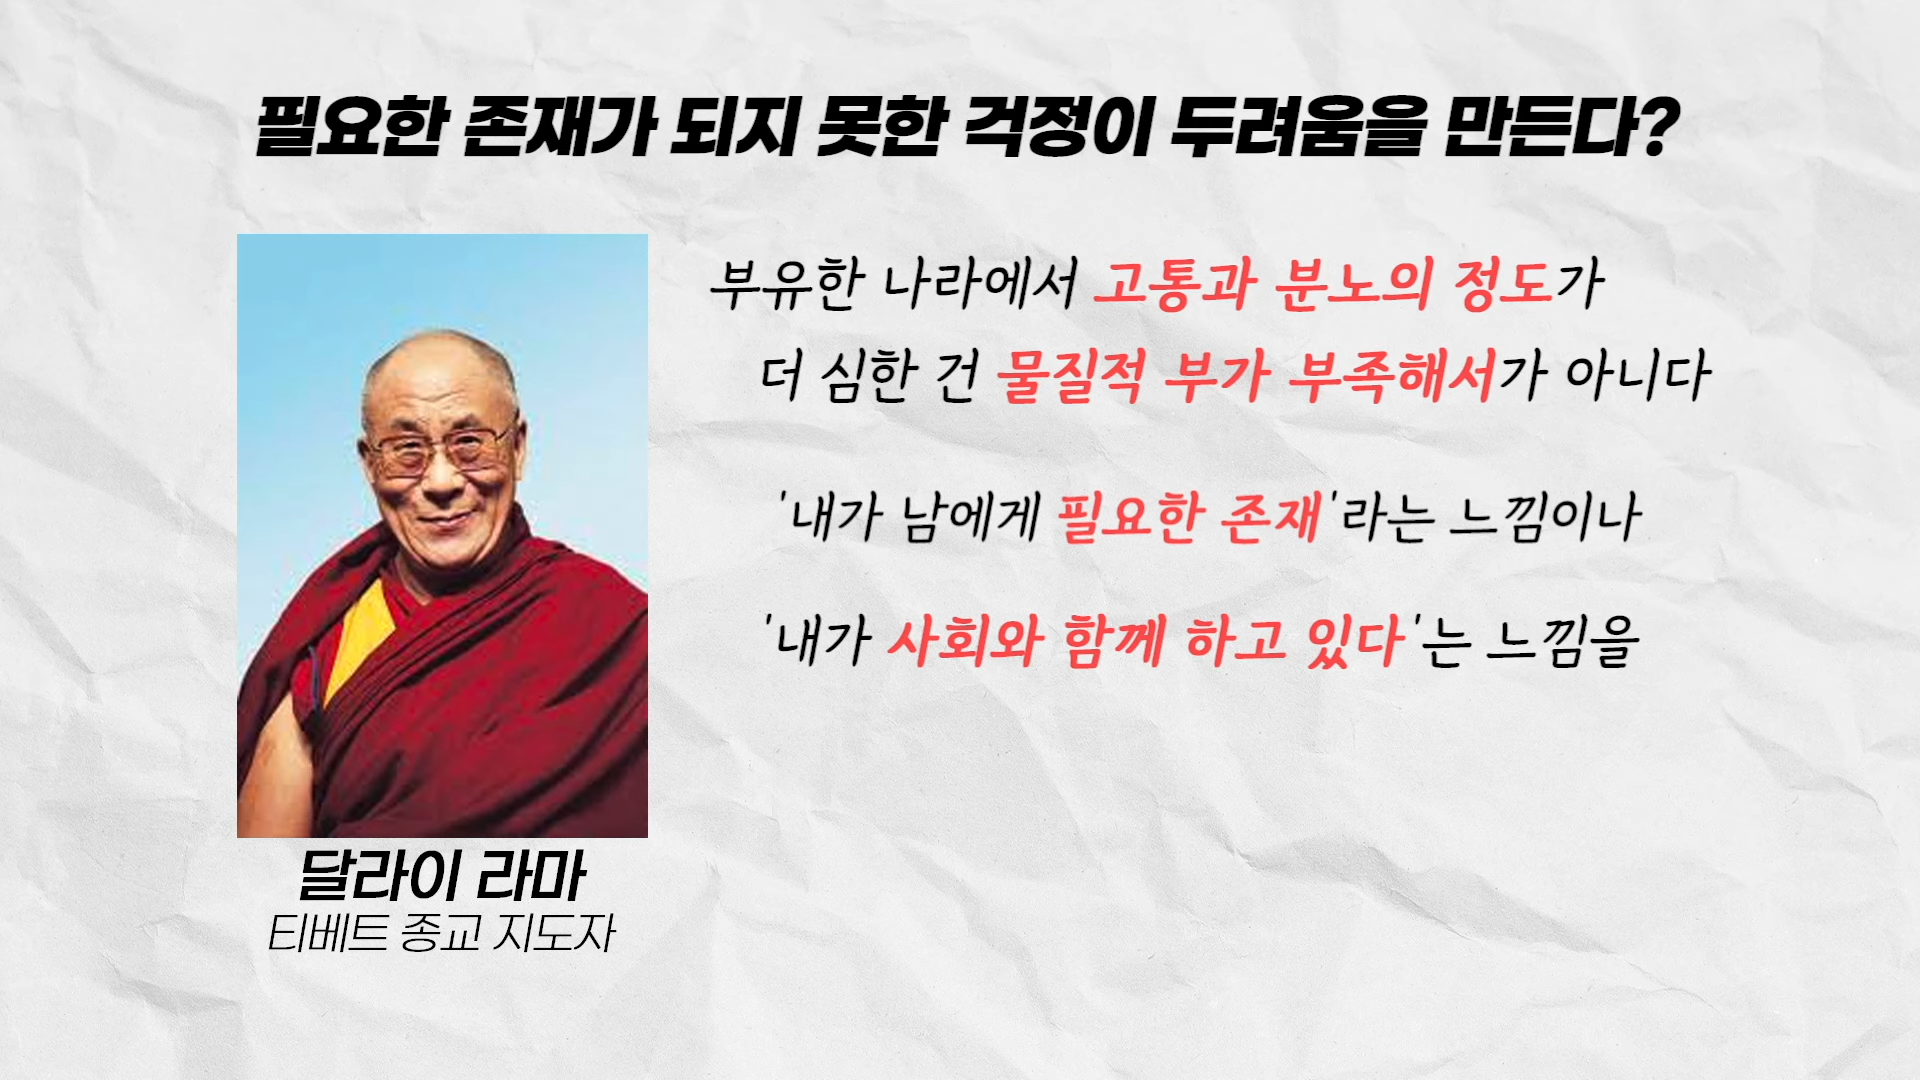 필요한 존재가 되지 못한 걱정이 두려움을 만든다?
부유한 나라에서 고통과 분노의 정도가
더 심한 건 물질적 부가 부족해서가 아니다
'내가 남에게 필요한 존재'라는 느낌이나
'내가 사회와 함께 하고 있다'는 느낌을
달라이 라마
티베트 종교 지도자